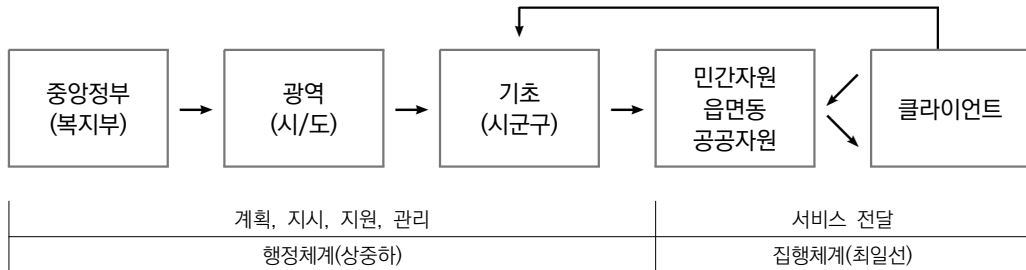 중앙정부
(복지부)
광역
(시/도)
기초
(시군구)
민간자원
읍면동
공공자원
클라이언트
계획, 지시, 지원, 관리
서비스 전달
행정체계(상중하)
집행체계(최일선)